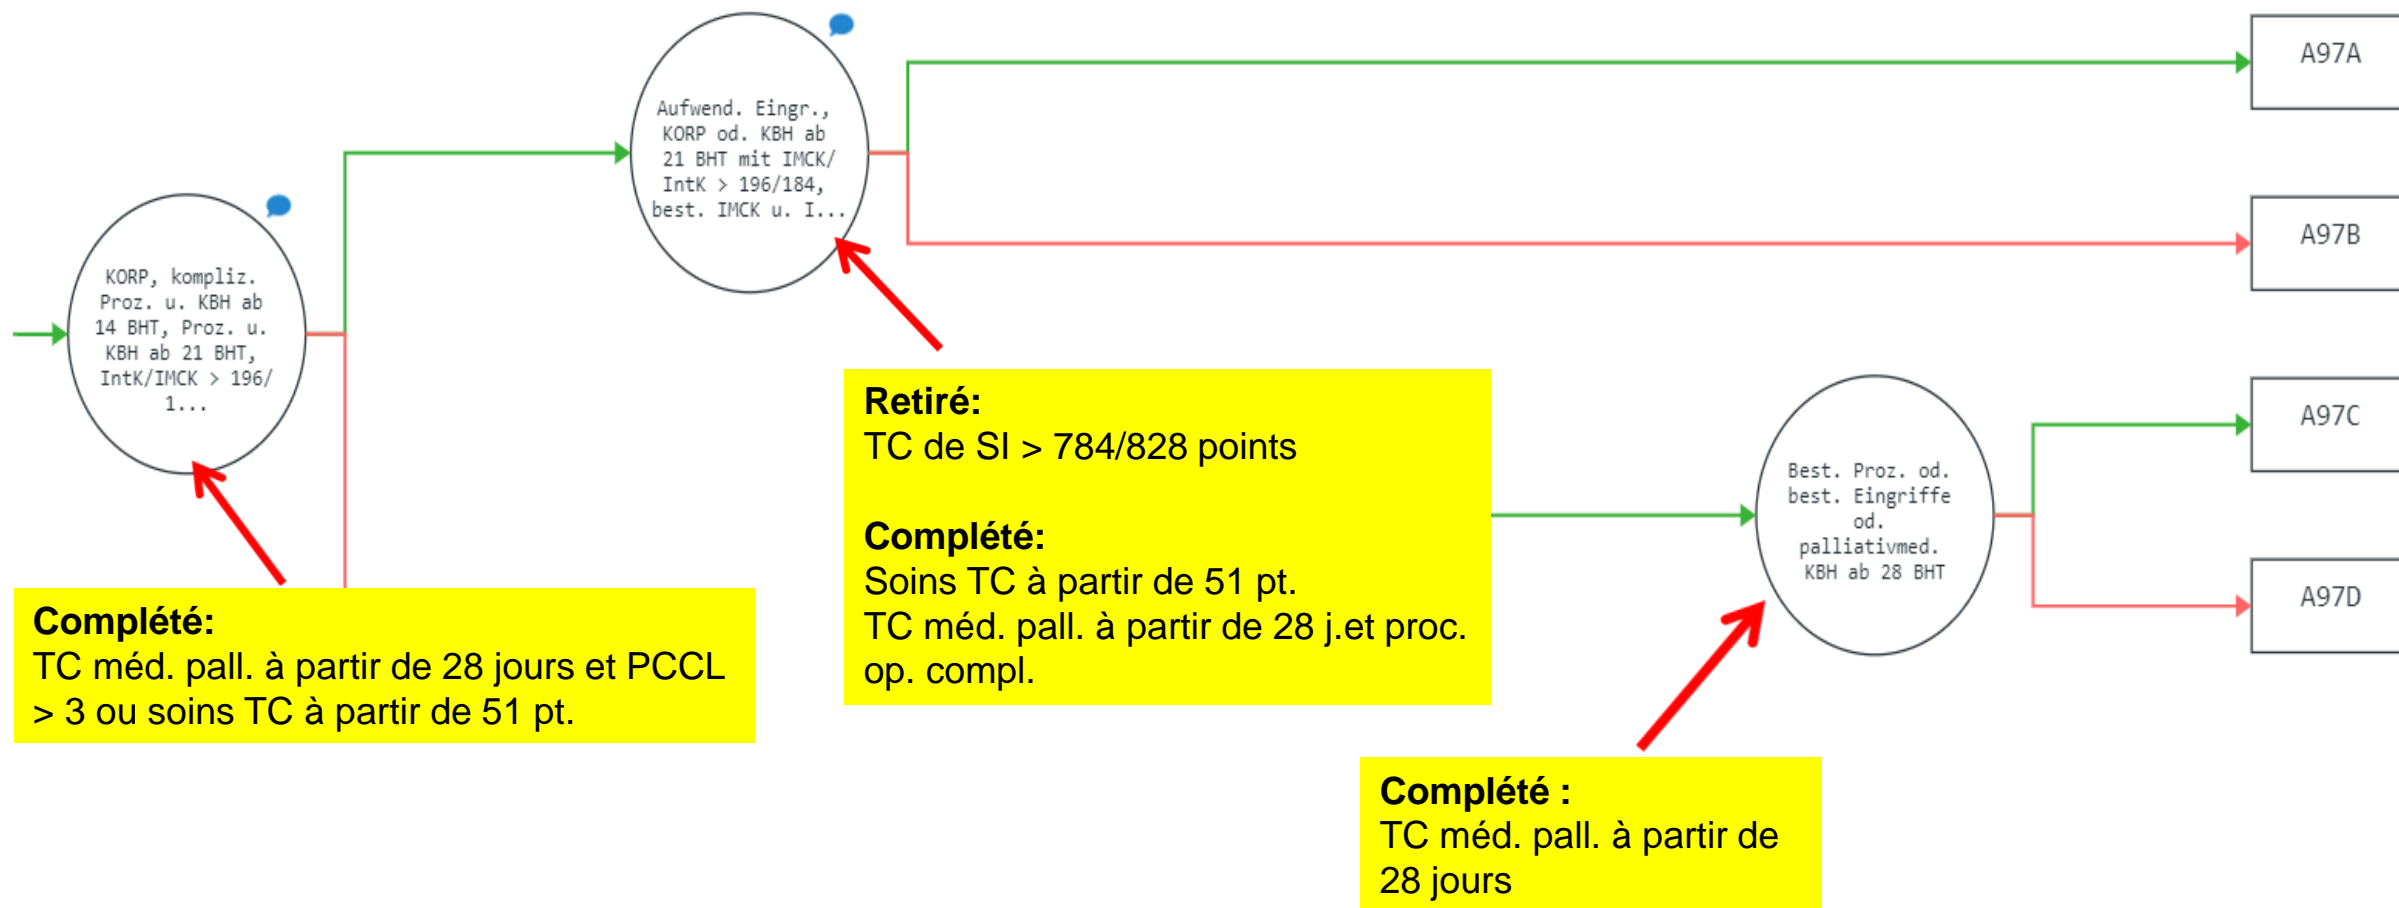 A97A
Aufwend. Eingr.,
KORP od. KBH ab
21 BHT mit IMCK/
IntK > 196/184,
best. IMCK u. I...
A97B
KORP, kompliz.
Proz. u. KBH ab
14 BHT, Proz. u.
KBH ab 21 BHT,
IntK/IMCK > 196/
1...
Retiré:
TC de SI > 784/828 points
Complété:
Soins TC à partir de 51 pt.
TC méd. pall. à partir de 28 j.et proc.
op. compl.
A97C
Best. Proz. od.
best. Eingriffe
od.
palliativmed.
KBH ab 28 BHT
A97D
Complété:
TC méd. pall. à partir de 28 jours et PCCL
> 3 ou soins TC à partir de 51 pt.
Complété :
TC méd. pall. à partir de
28 jours